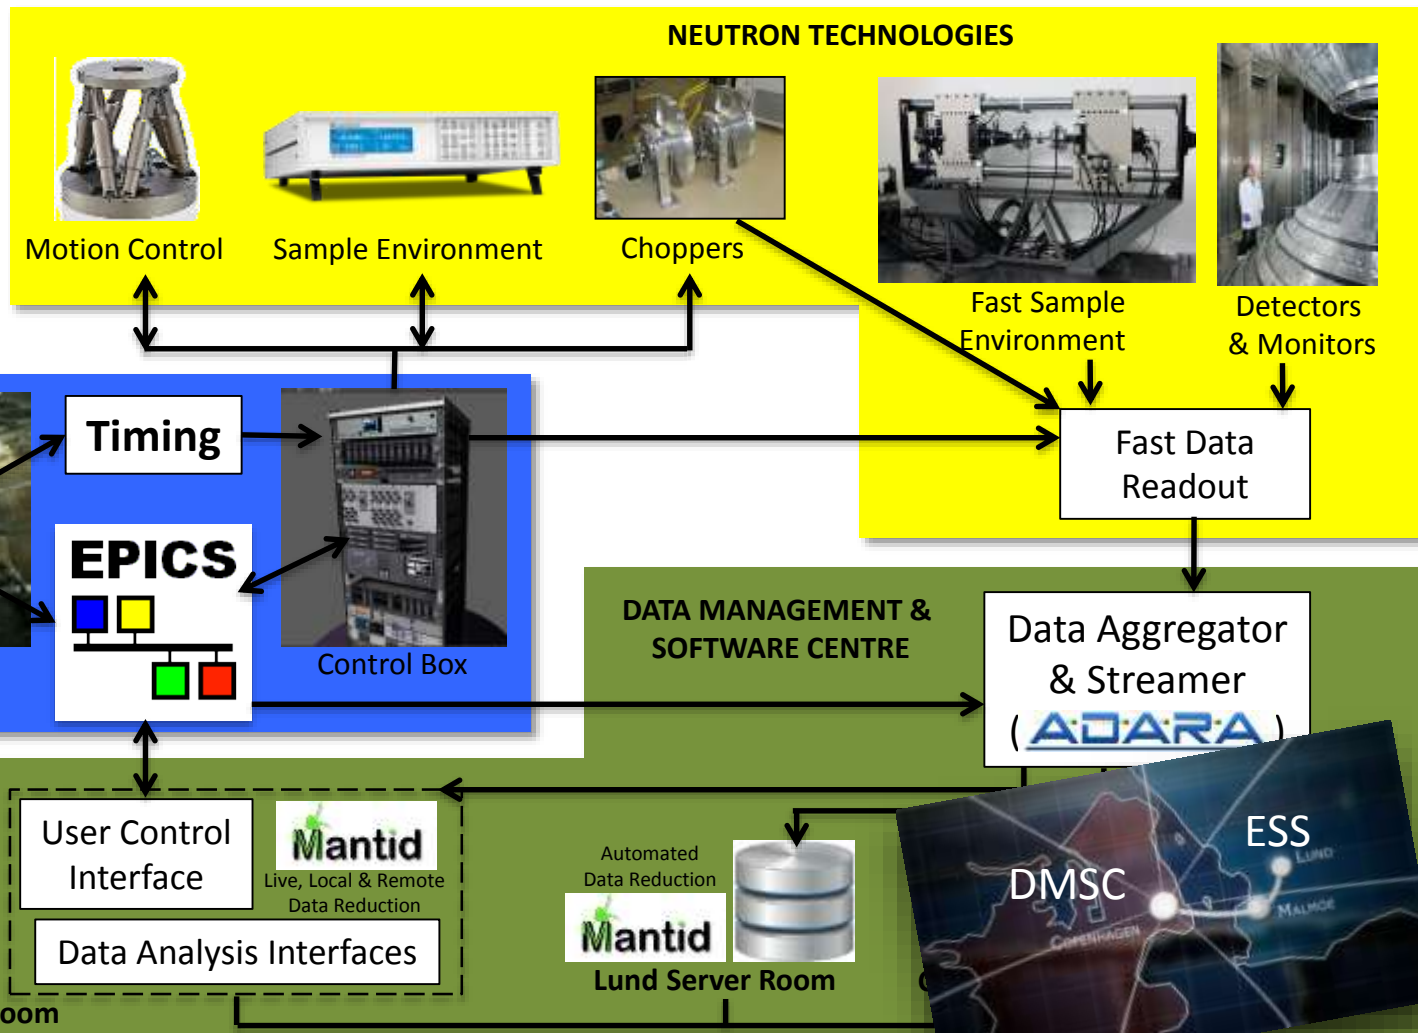 NEUTRON TECHNOLOGIES
Motion Control
Sample Environment
Choppers
Fast Sample
Environment
Detectors
& Monitors
Timing
Fast Data
Readout
EPICS
Control Box
DATA MANAGEMENT &
SOFTWARE CENTRE
Data Aggregator
& Streamer
(ADARA)
User Control
Interface
Mantid
Live, Local & Remote
Data Reduction
Data Analysis Interfaces
Automated
Data Reduction
Mantid
Lund Server Room
ESS
LUND
DMSC
MALMOE
COPENHAGEN
oom